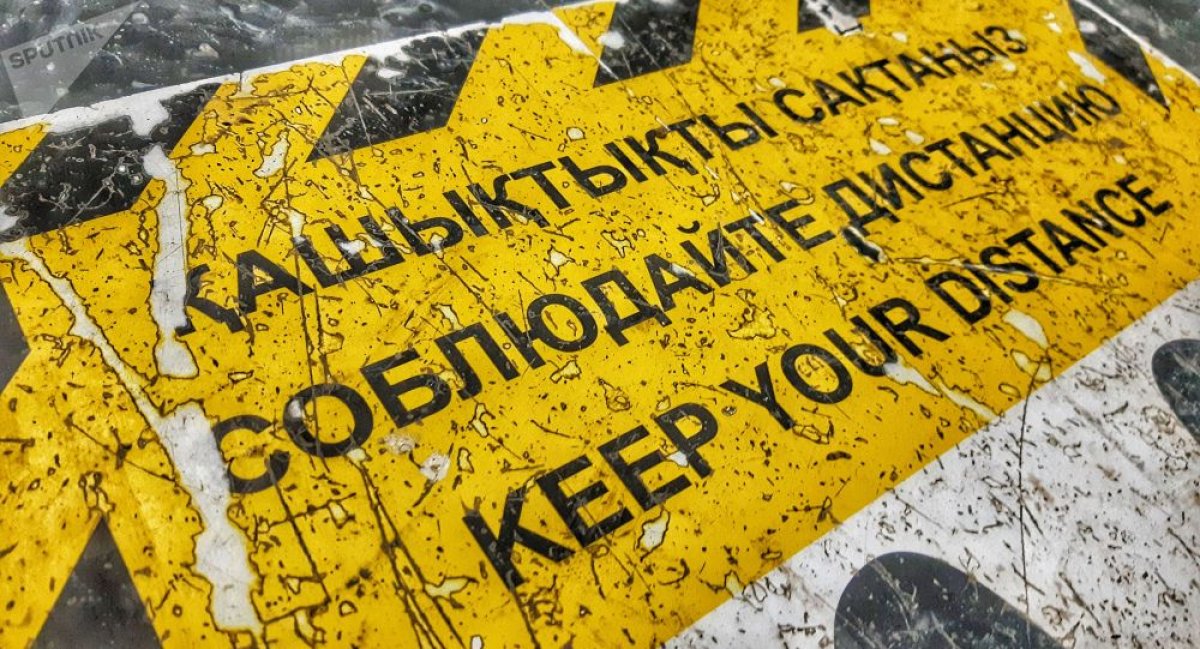 SPUTNIK
ҚАШЫҚТЫҚТЫ САҚТАҢЫЗ
СОБЛЮДАЙТЕ ДИСТАНЦИЮ
KEEP YOUR DISTANCE